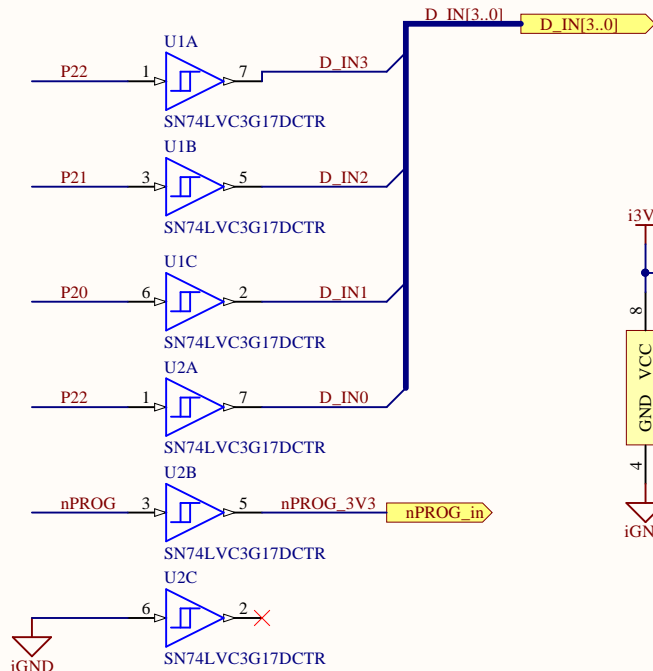 D_IN[3..0]
D_IN[3..0]
U1A
P22 1 7 D_IN3
SN74LVC3G17DCTR
U1B
P21 3 5 D_IN2
SN74LVC3G17DCTR
U1C
P20 6 2 D_IN1
SN74LVC3G17DCTR
U2A
P22 1 7 D_IN0
SN74LVC3G17DCTR
U2B
nPROG 3 5 nPROG_3V3 nPROG_in
SN74LVC3G17DCTR
U2C
6 2
iGND
SN74LVC3G17DCTR
i3V
8
GND VCC
4
iGN